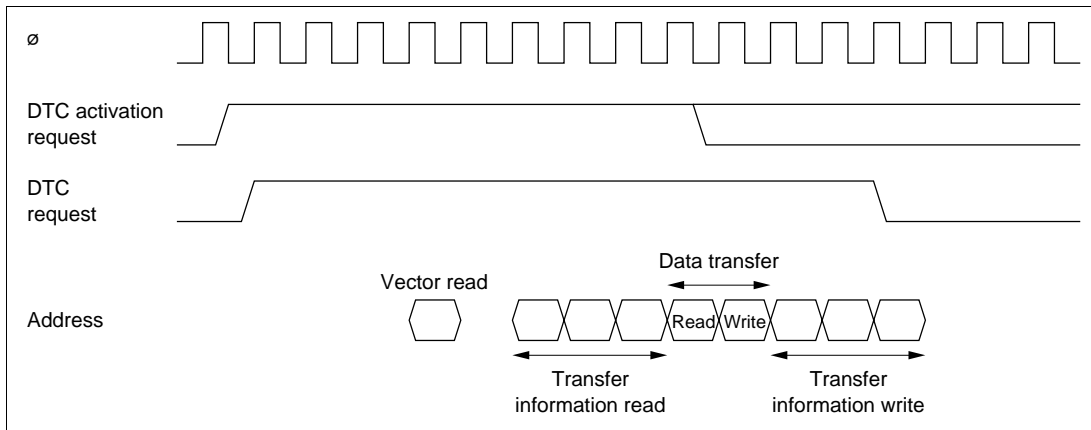 ø
DTC activation
request
DTC
request
Data transfer
Vector read
Address
Read Write
Transfer
information read
Transfer
information write